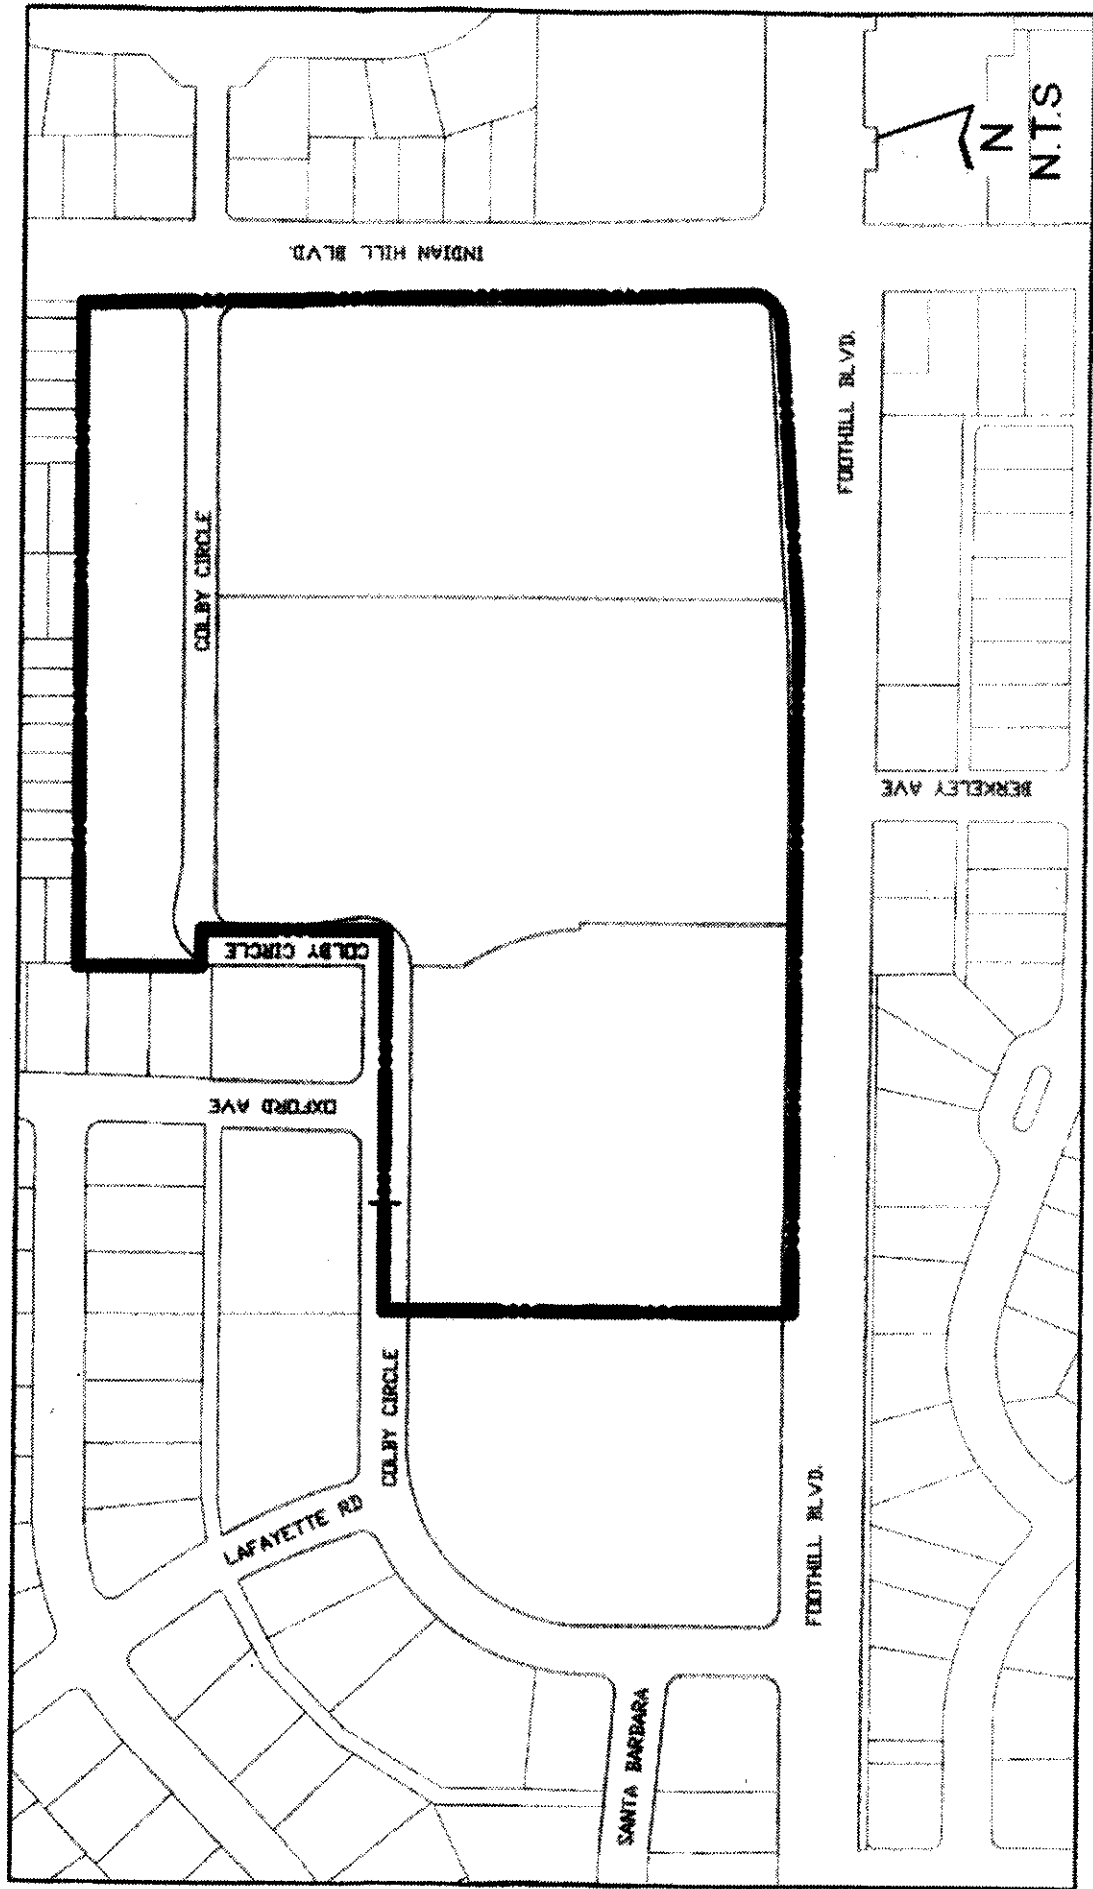 INDIAN HILL BLVD.
N
N.T.S
FOOTHILL BLVD.
COLBY CIRCLE
BERKELEY AVE
COLBY CIRCLE
OXFORD AVE
COLBY CIRCLE
LAFAYETTE RD
FOOTHILL BLVD.
SANTA BARBARA